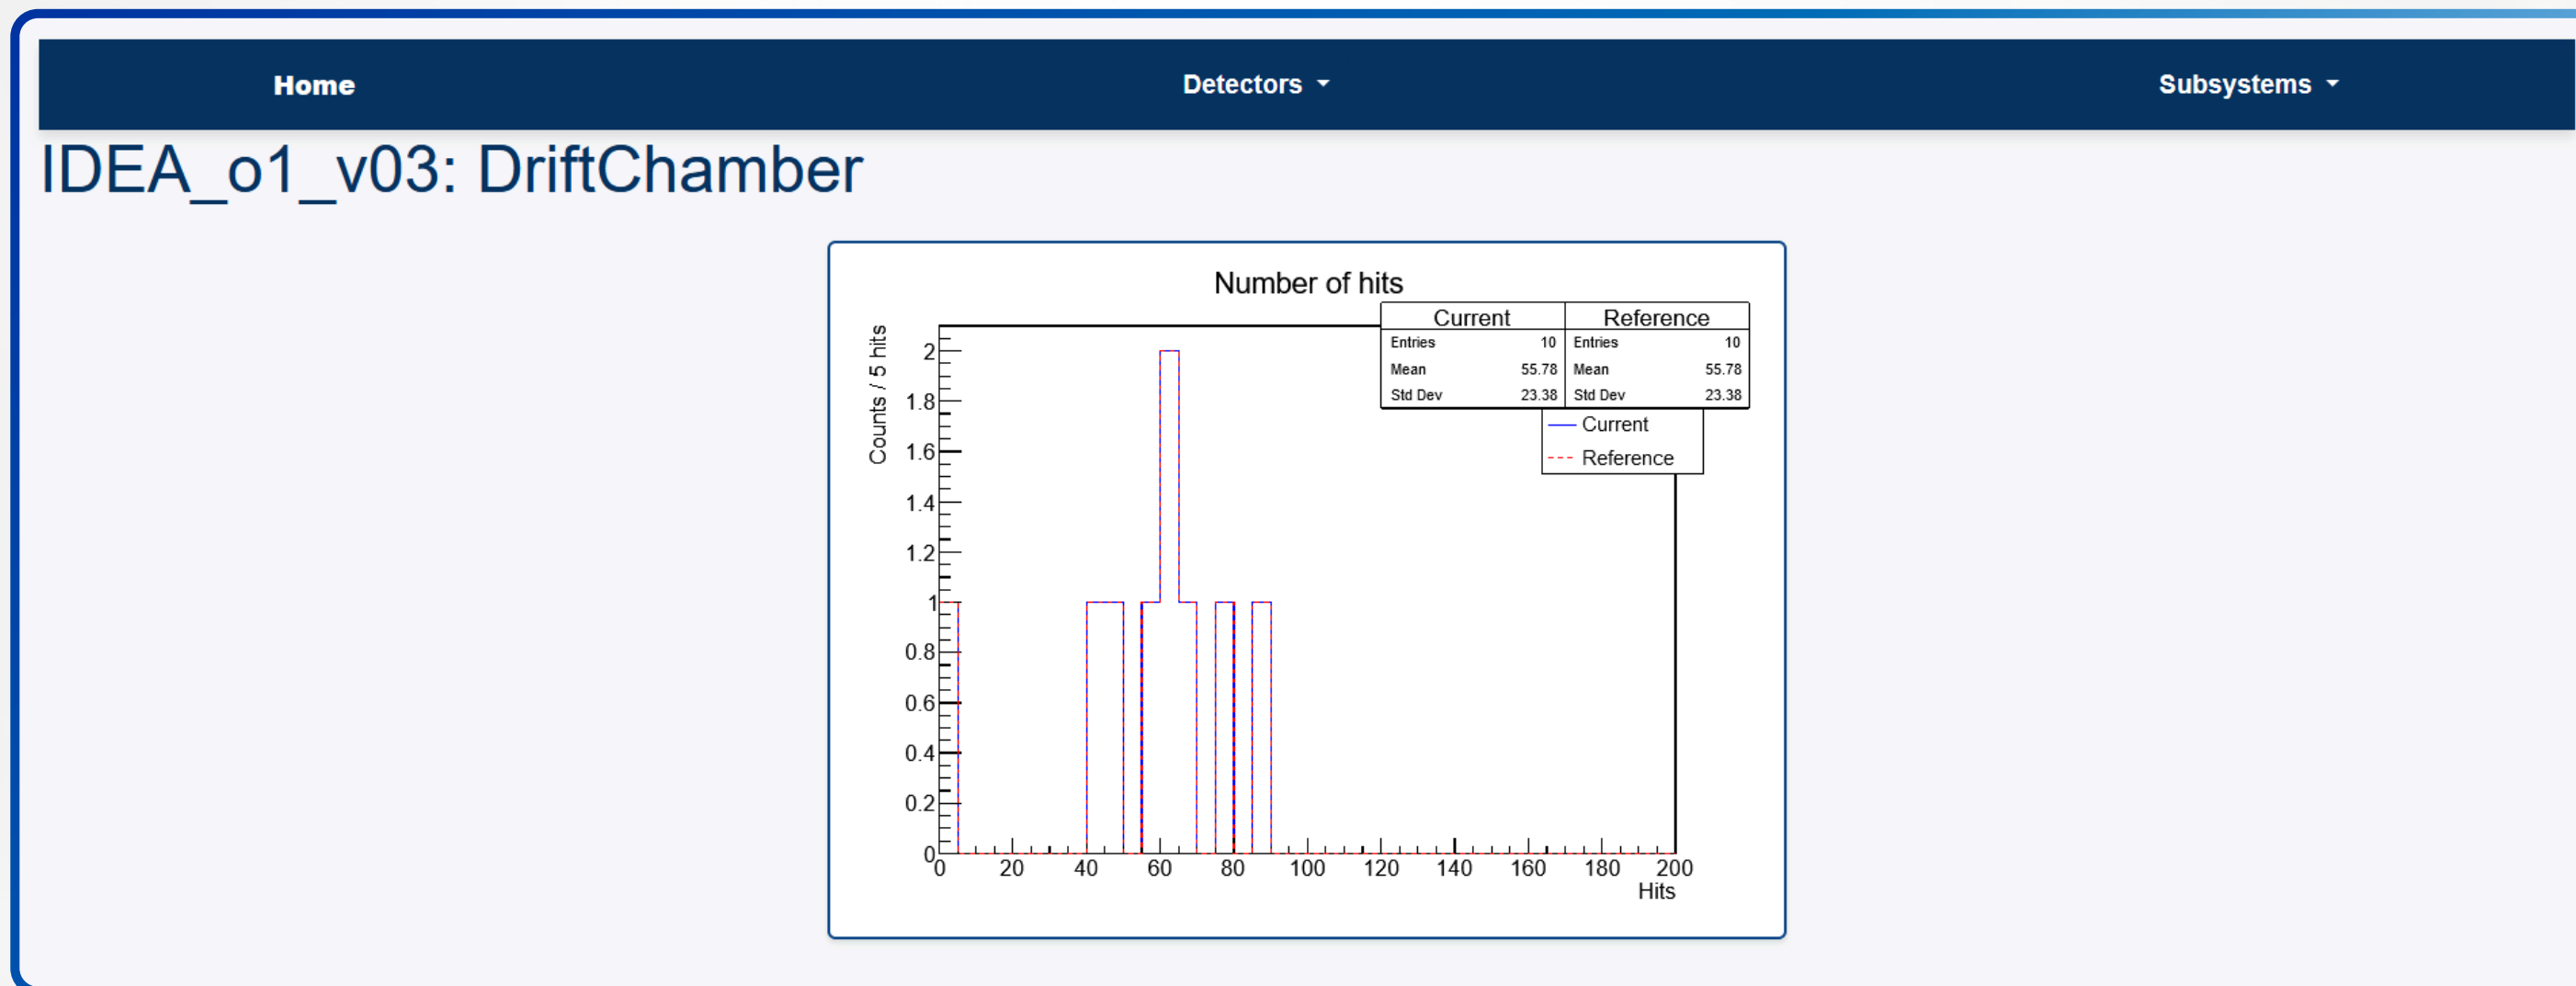 Home Detectors Subsystems
IDEA_o1_v03: DriftChamber
Number of hits
Current Reference
Entries 10 Entries 10
Mean 55.78 Mean 55.78
Std Dev 23.38 Std Dev 23.38
Current
Reference
Counts / 5 hits
2
1.8
1.6
1.4
1.2
1
0.8
0.6
0.4
0.2
0
0 20 40 60 80 100 120 140 160 180 200
Hits